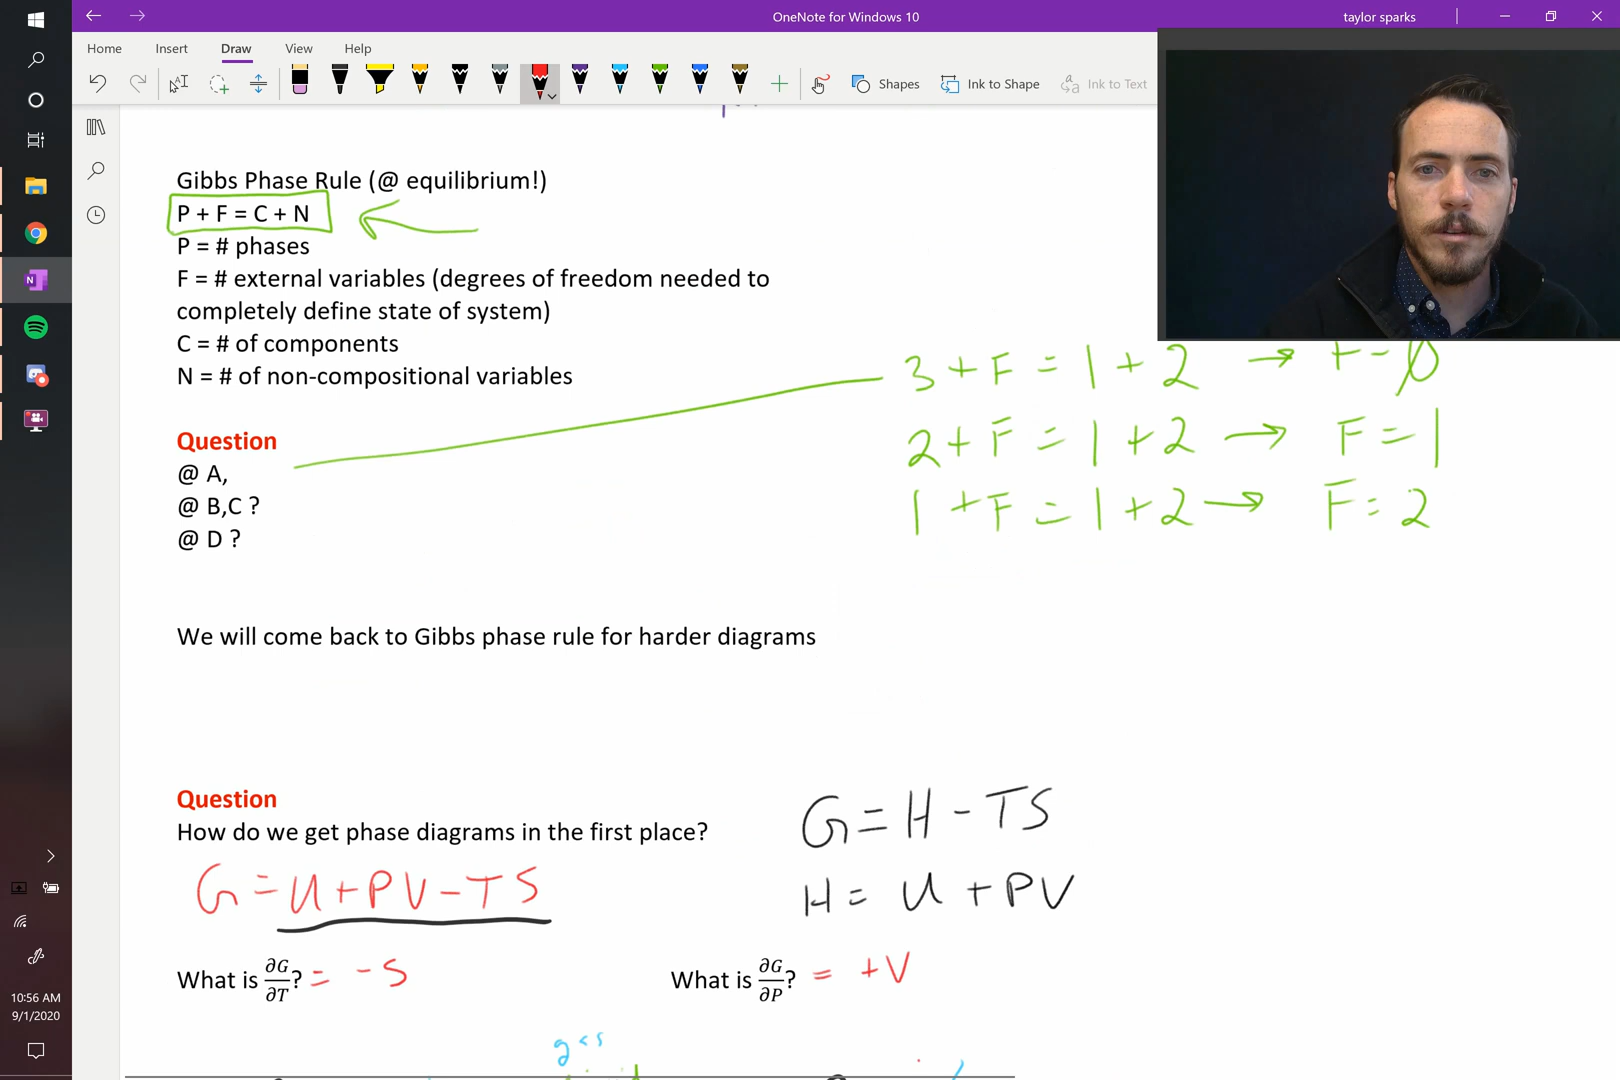 OneNote for Windows 10
taylor sparks
Home Insert Draw View Help
Shapes Ink to Shape Ink to Text
Gibbs Phase Rule (@ equilibrium!)
P + F = C + N
P = # phases
F = # external variables (degrees of freedom needed to
completely define state of system)
C = # of components
N = # of non-compositional variables
3 + F = 1 + 2 → F = 0
2 + F = 1 + 2 → F = 1
1 + F = 1 + 2 → F = 2
Question
@ A,
@ B,C ?
@ D ?
We will come back to Gibbs phase rule for harder diagrams
Question
How do we get phase diagrams in the first place?
G = H - TS
G = U + PV - TS
H = U + PV
What is ∂G/∂T? = -S
What is ∂G/∂P? = +V
gas
10:56 AM
9/1/2020